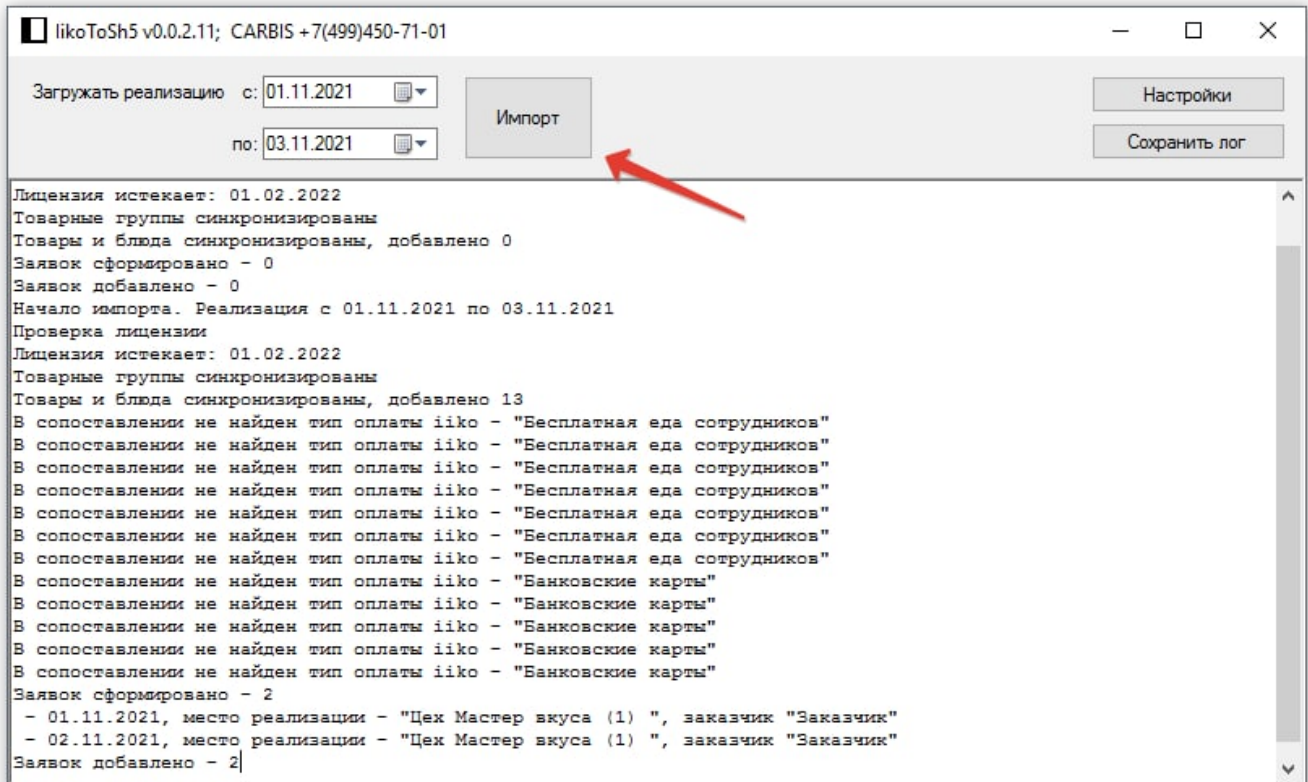 IikoToSh5 v0.0.2.11; CARBIS +7(499)450-71-01
Загружать реализацию с: 01.11.2021
по: 03.11.2021
Импорт
Настройки
Сохранить лог
Лицензия истекает: 01.02.2022
Товарные группы синхронизированы
Товары и блюда синхронизированы, добавлено 0
Заявок сформировано - 0
Заявок добавлено - 0
Начало импорта. Реализация с 01.11.2021 по 03.11.2021
Проверка лицензии
Лицензия истекает: 01.02.2022
Товарные группы синхронизированы
Товары и блюда синхронизированы, добавлено 13
В сопоставлении не найден тип оплаты iiko - "Бесплатная еда сотрудников"
В сопоставлении не найден тип оплаты iiko - "Бесплатная еда сотрудников"
В сопоставлении не найден тип оплаты iiko - "Бесплатная еда сотрудников"
В сопоставлении не найден тип оплаты iiko - "Бесплатная еда сотрудников"
В сопоставлении не найден тип оплаты iiko - "Бесплатная еда сотрудников"
В сопоставлении не найден тип оплаты iiko - "Бесплатная еда сотрудников"
В сопоставлении не найден тип оплаты iiko - "Бесплатная еда сотрудников"
В сопоставлении не найден тип оплаты iiko - "Банковские карты"
В сопоставлении не найден тип оплаты iiko - "Банковские карты"
В сопоставлении не найден тип оплаты iiko - "Банковские карты"
В сопоставлении не найден тип оплаты iiko - "Банковские карты"
В сопоставлении не найден тип оплаты iiko - "Банковские карты"
Заявок сформировано - 2
- 01.11.2021, место реализации - "Цех Мастер вкуса (1) ", заказчик "Заказчик"
- 02.11.2021, место реализации - "Цех Мастер вкуса (1) ", заказчик "Заказчик"
Заявок добавлено - 2